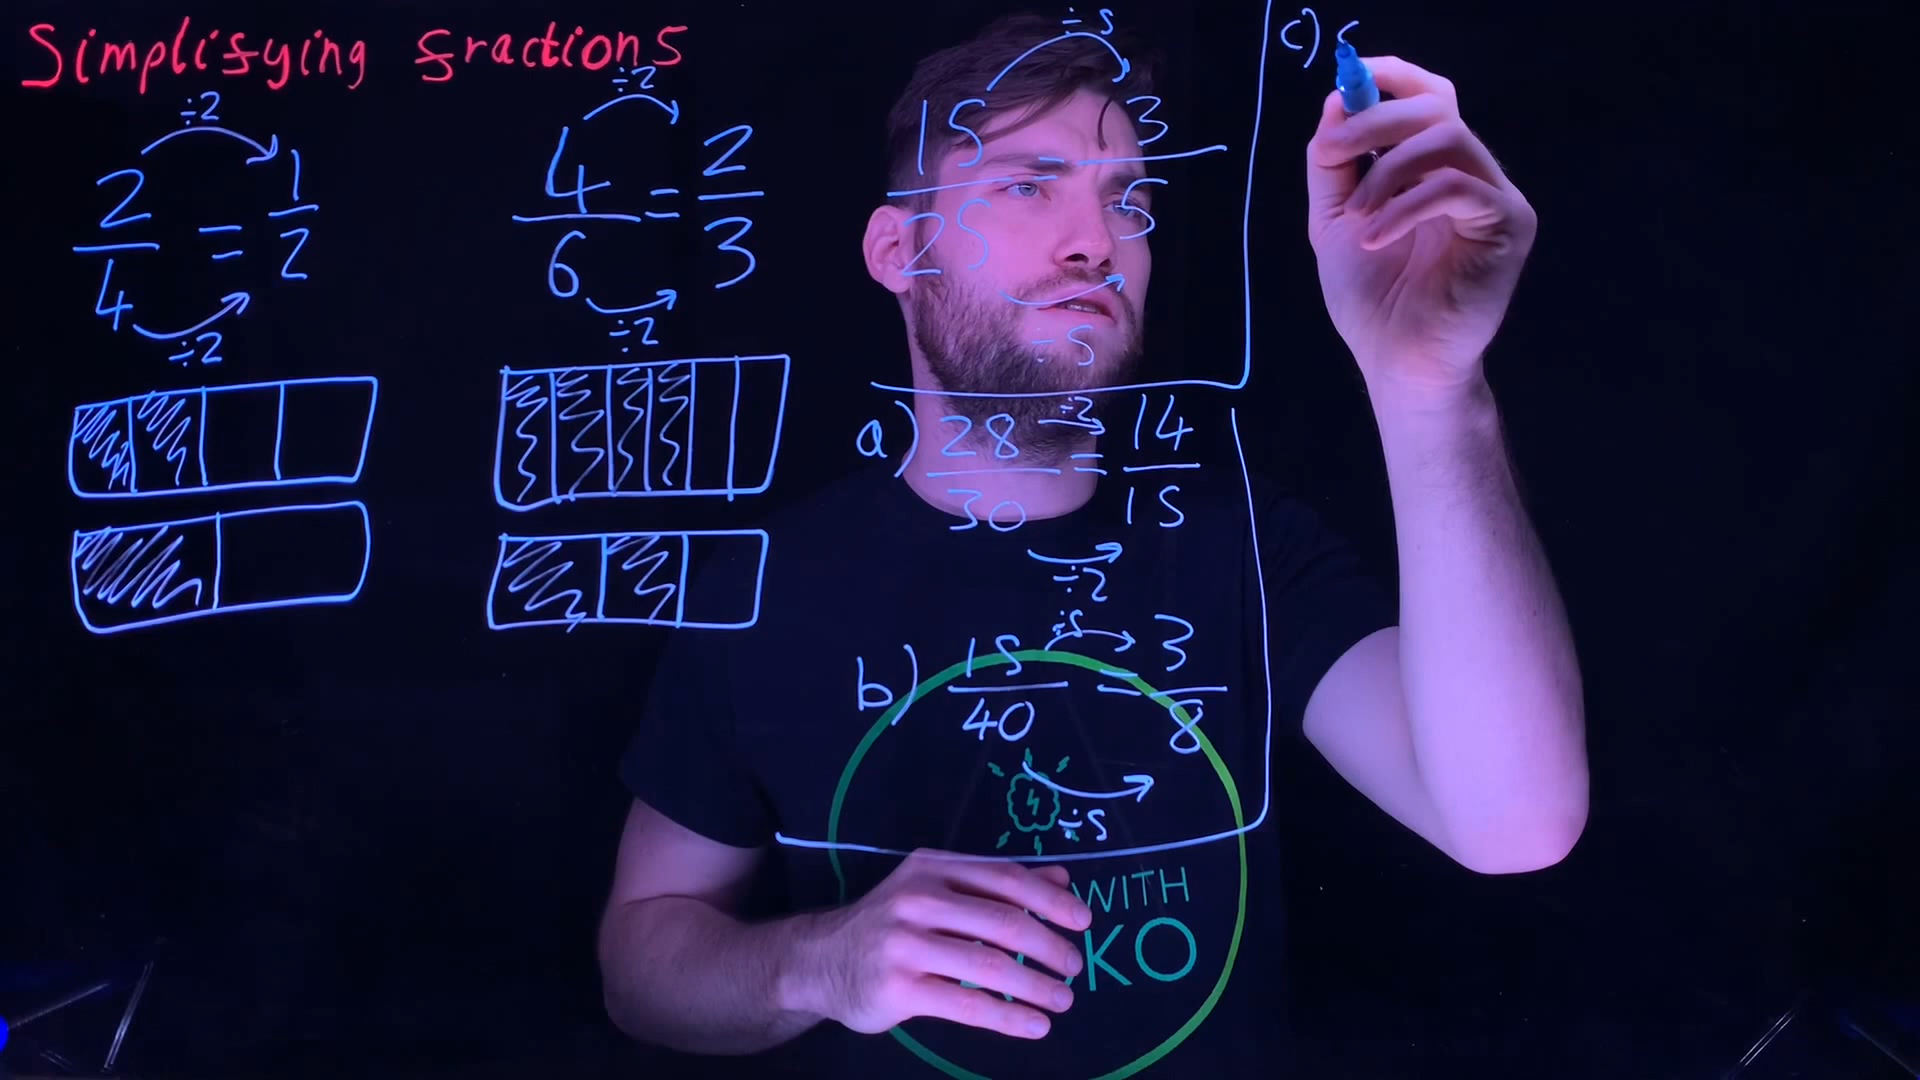 Simplifying fractions
÷2
2/4 = 1/2
÷2
÷2
4/6 = 2/3
÷2
÷5
15/25 = 3/5
÷5
a) 28/30 = 14/15
÷2
÷2
b) 15/40 = 3/8
÷5
÷5
c)
WITH